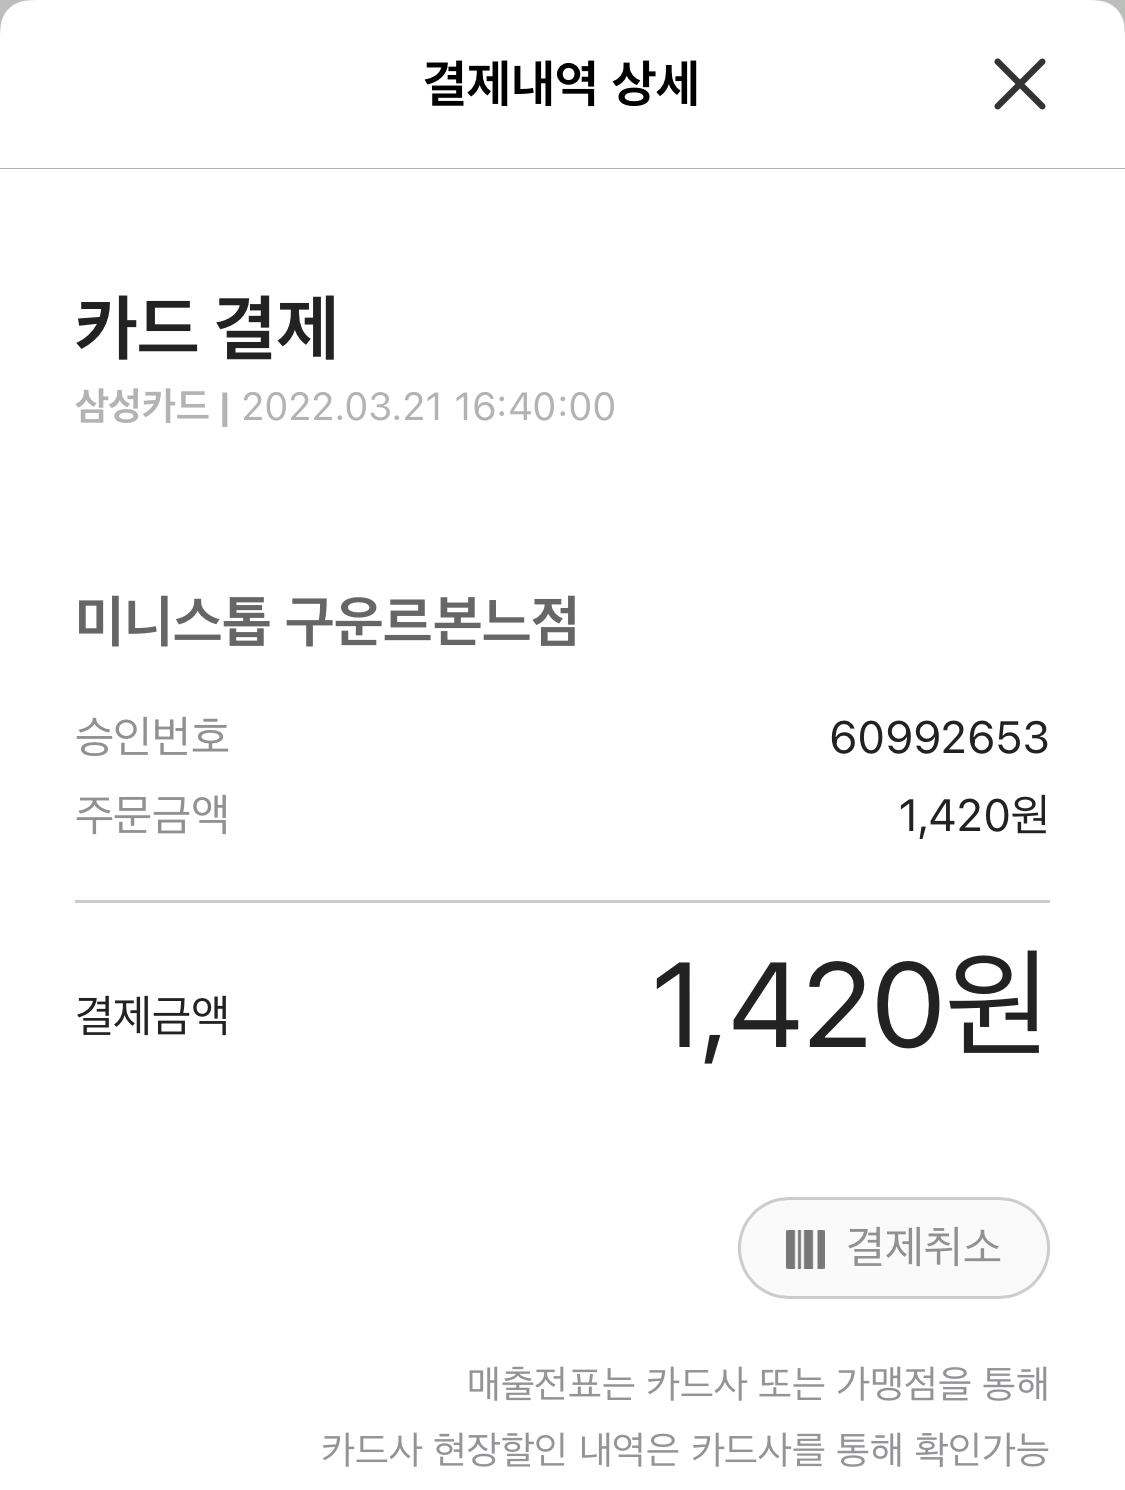 결제내역 상세
카드 결제
삼성카드 | 2022.03.21 16:40:00
미니스톱 구운르본느점
승인번호 60992653
주문금액 1,420원
결제금액 1,420원
결제취소
매출전표는 카드사 또는 가맹점을 통해
카드사 현장할인 내역은 카드사를 통해 확인가능